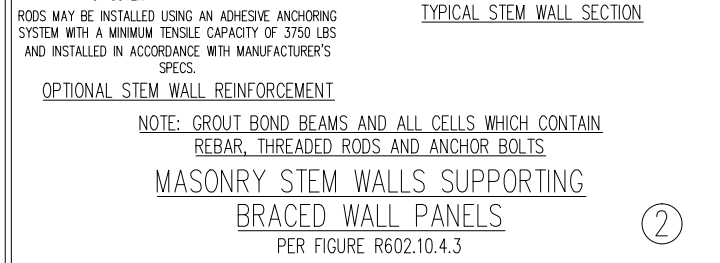 RODS MAY BE INSTALLED USING AN ADHESIVE ANCHORING
SYSTEM WITH A MINIMUM TENSILE CAPACITY OF 3750 LBS
AND INSTALLED IN ACCORDANCE WITH MANUFACTURER'S
SPECS.
OPTIONAL STEM WALL REINFORCEMENT
TYPICAL STEM WALL SECTION
NOTE: GROUT BOND BEAMS AND ALL CELLS WHICH CONTAIN
REBAR, THREADED RODS AND ANCHOR BOLTS
MASONRY STEM WALLS SUPPORTING
BRACED WALL PANELS
PER FIGURE R602.10.4.3
2